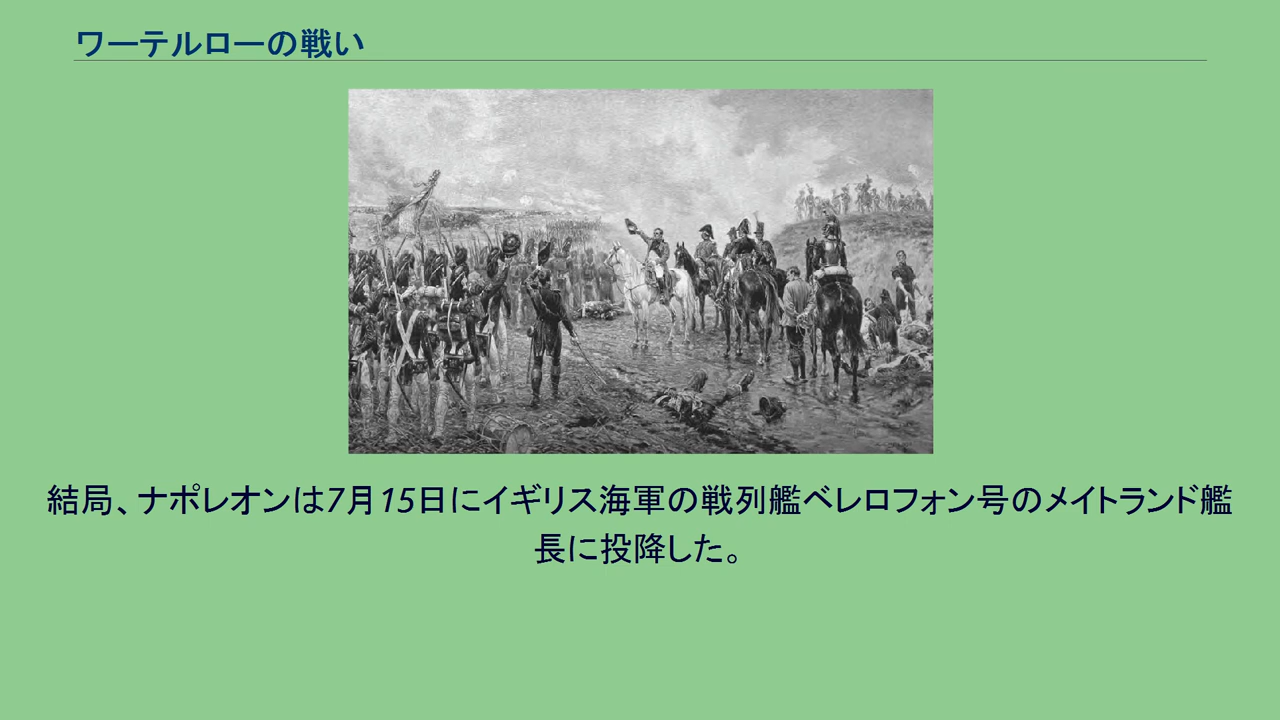 ワーテルローの戦い
結局、ナポレオンは7月15日にイギリス海軍の戦列艦ベレロフォン号のメイトランド艦
長に投降した。